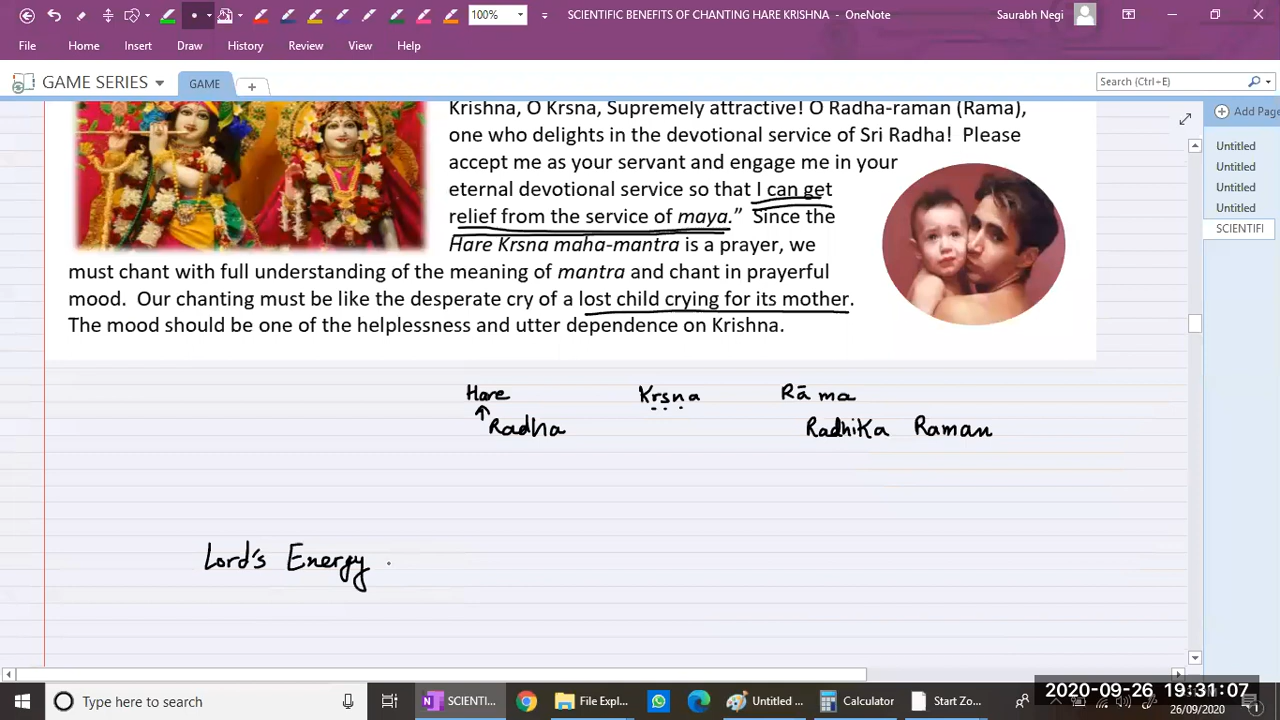 100%
SCIENTIFIC BENEFITS OF CHANTING HARE KRISHNA - OneNote
Saurabh Negi
File Home Insert Draw History Review View Help
GAME SERIES GAME
Search (Ctrl+E)
Krishna, O Krsna, Supremely attractive! O Radha-raman (Rama),
one who delights in the devotional service of Sri Radha! Please
accept me as your servant and engage me in your
eternal devotional service so that I can get
relief from the service of maya.” Since the
Hare Krsna maha-mantra is a prayer, we
must chant with full understanding of the meaning of mantra and chant in prayerful
mood. Our chanting must be like the desperate cry of a lost child crying for its mother.
The mood should be one of the helplessness and utter dependence on Krishna.
Add Page
Untitled
Untitled
Untitled
Untitled
SCIENTIFI
Hare Krsna Rāma
Radha Radhika Raman
Lord's Energy
Type here to search
SCIENTI... File Expl... Untitled ... Calculator Start Zo...
2020-09-26 19:31:07
26/09/2020